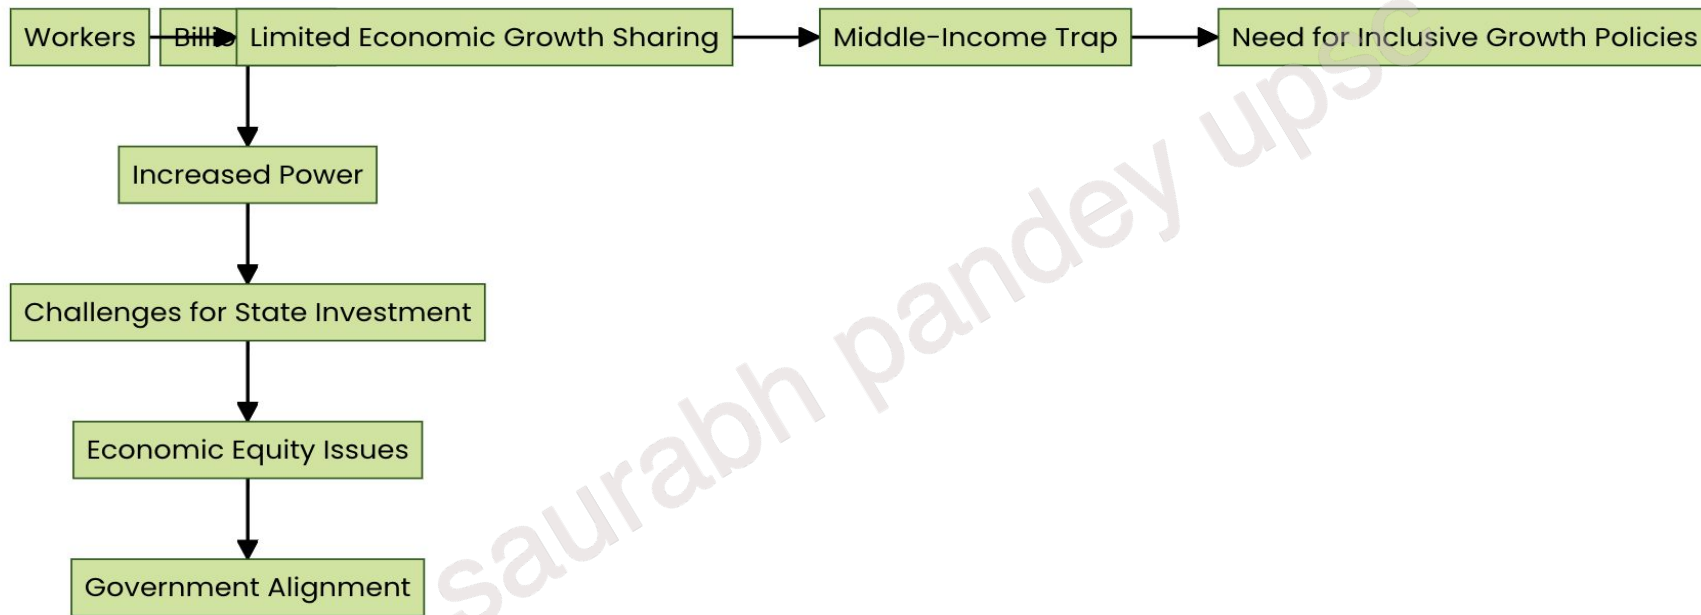 Workers
Limited Economic Growth Sharing
Middle-Income Trap
Need for Inclusive Growth Policies
Increased Power
Challenges for State Investment
Economic Equity Issues
Government Alignment
saurabh pandey upsc